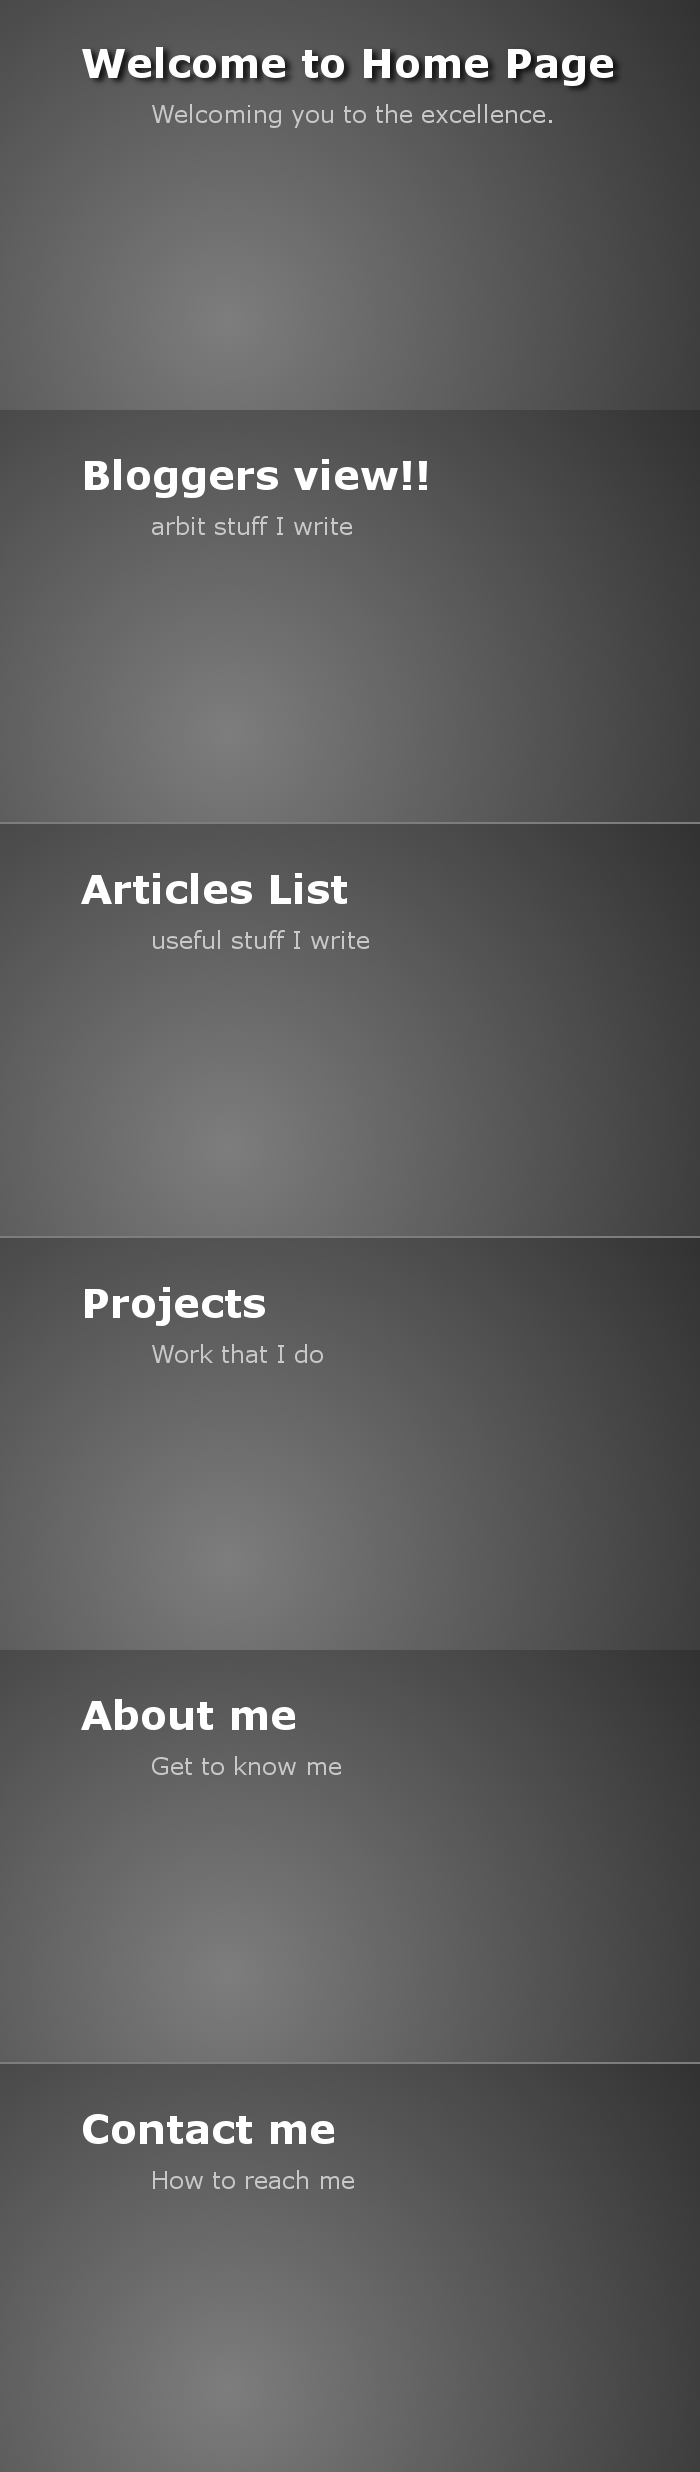 Welcome to Home Page
Welcoming you to the excellence.
Bloggers view!!
arbit stuff I write
Articles List
useful stuff I write
Projects
Work that I do
About me
Get to know me
Contact me
How to reach me